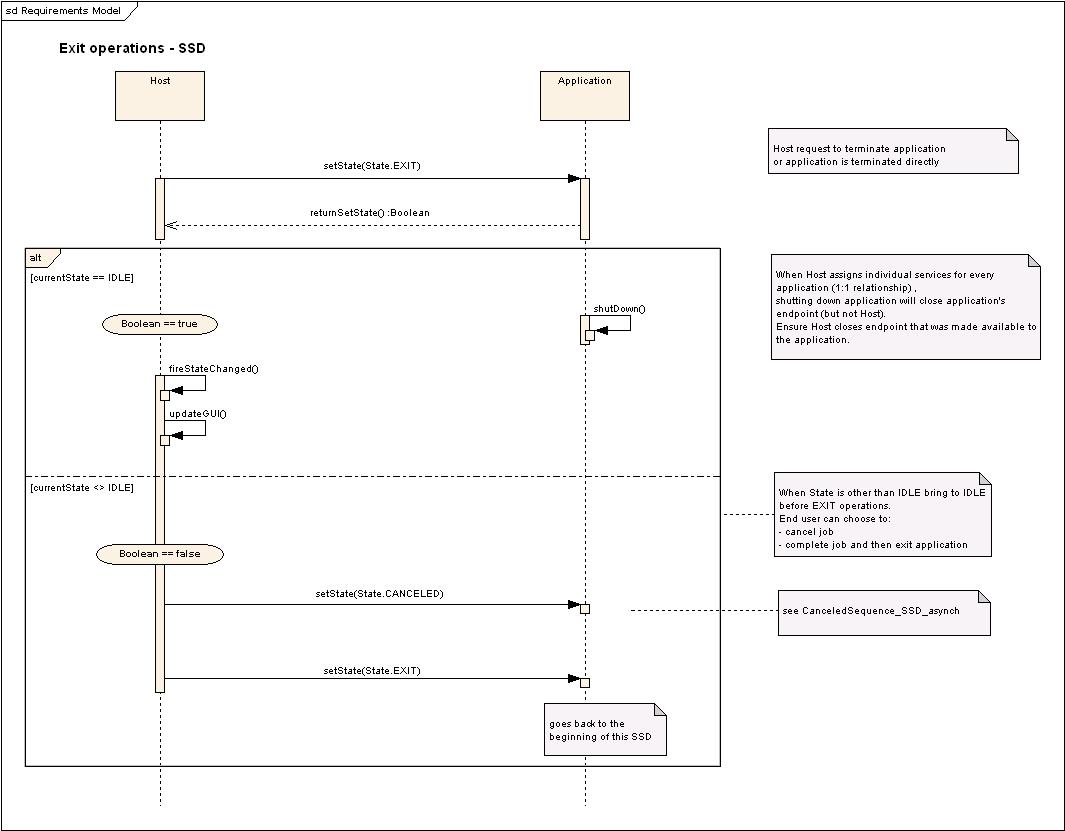 sd Requirements Model
Exit operations - SSD
Host
Application
setState(State.EXIT)
Host request to terminate application
or application is terminated directly
returnSetState() :Boolean
alt
[currentState == IDLE]
When Host assigns individual services for every
application (1:1 relationship) ,
shutting down application will close application's
endpoint (but not Host).
Ensure Host closes endpoint that was made available to
the application.
shutDown()
Boolean == true
fireStateChanged()
updateGUI()
[currentState <> IDLE]
When State is other than IDLE bring to IDLE
before EXIT operations.
End user can choose to:
- cancel job
- complete job and then exit application
Boolean == false
setState(State.CANCELED)
see CanceledSequence_SSD_asynch
setState(State.EXIT)
goes back to the
beginning of this SSD